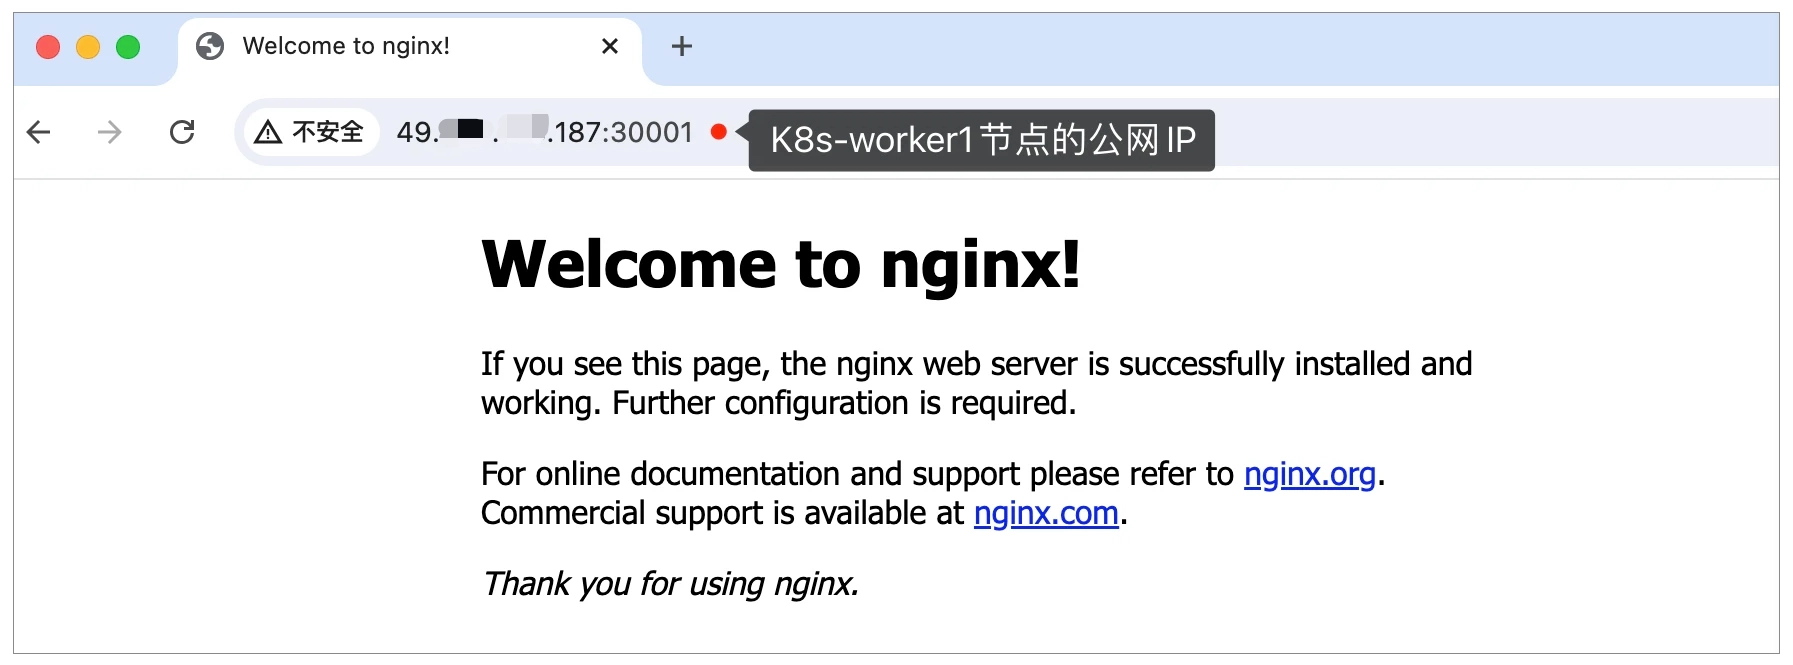 Welcome to nginx!
不安全 49. . .187:30001 K8s-worker1节点的公网IP
Welcome to nginx!
If you see this page, the nginx web server is successfully installed and
working. Further configuration is required.
For online documentation and support please refer to nginx.org.
Commercial support is available at nginx.com.
Thank you for using nginx.